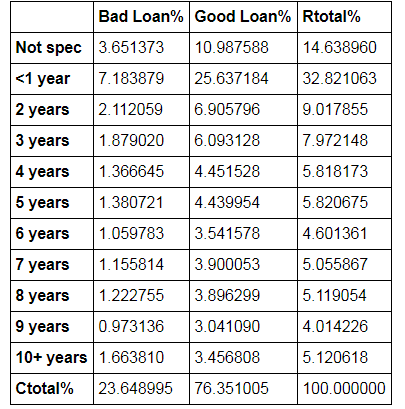 Bad Loan% Good Loan% Rtotal%
Not spec 3.651373 10.987588 14.638960
<1 year 7.183879 25.637184 32.821063
2 years 2.112059 6.905796 9.017855
3 years 1.879020 6.093128 7.972148
4 years 1.366645 4.451528 5.818173
5 years 1.380721 4.439954 5.820675
6 years 1.059783 3.541578 4.601361
7 years 1.155814 3.900053 5.055867
8 years 1.222755 3.896299 5.119054
9 years 0.973136 3.041090 4.014226
10+ years 1.663810 3.456808 5.120618
Ctotal% 23.648995 76.351005 100.000000